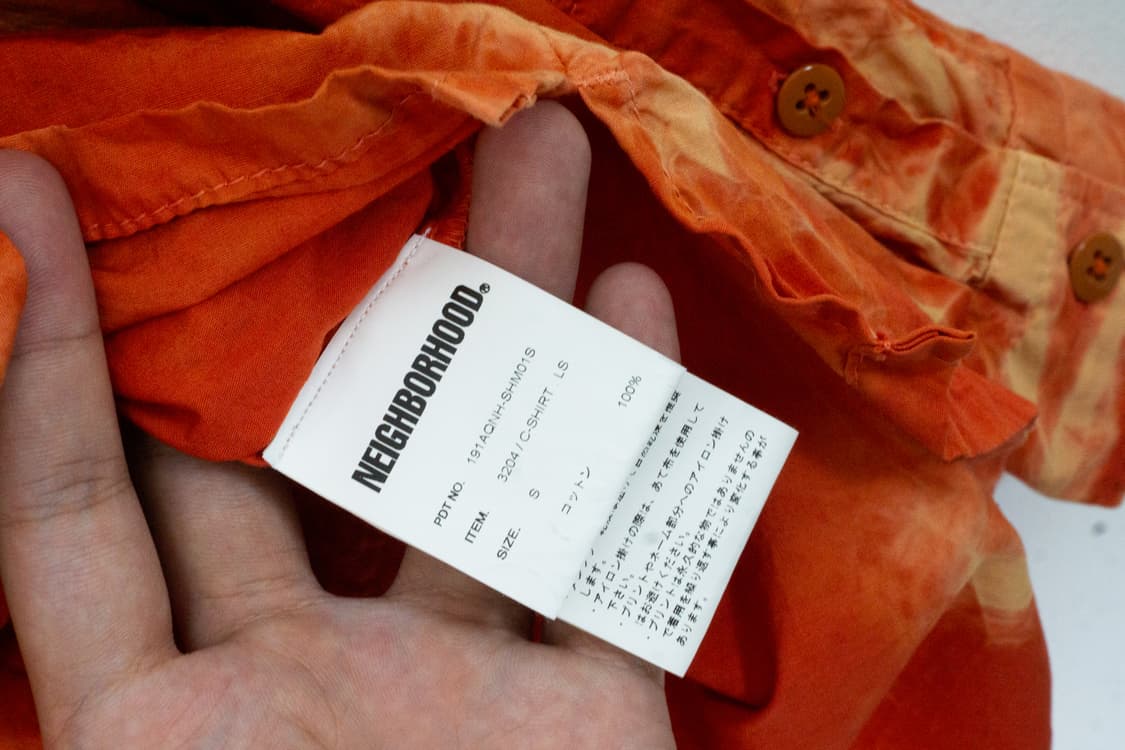 NEIGHBORHOOD®
PDT NO. 191AQNH-SHM01S
ITEM. 3204 / C-SHIRT LS
SIZE. S
コットン 100%
します。
・アイロン掛けの際は、あて布を使用して
下さい。
・プリントやネーム部分へのアイロン掛け
はお避けください。
・プリントは永久的な物ではありませんの
で着用を繰り返す事により変化する事が
あります。